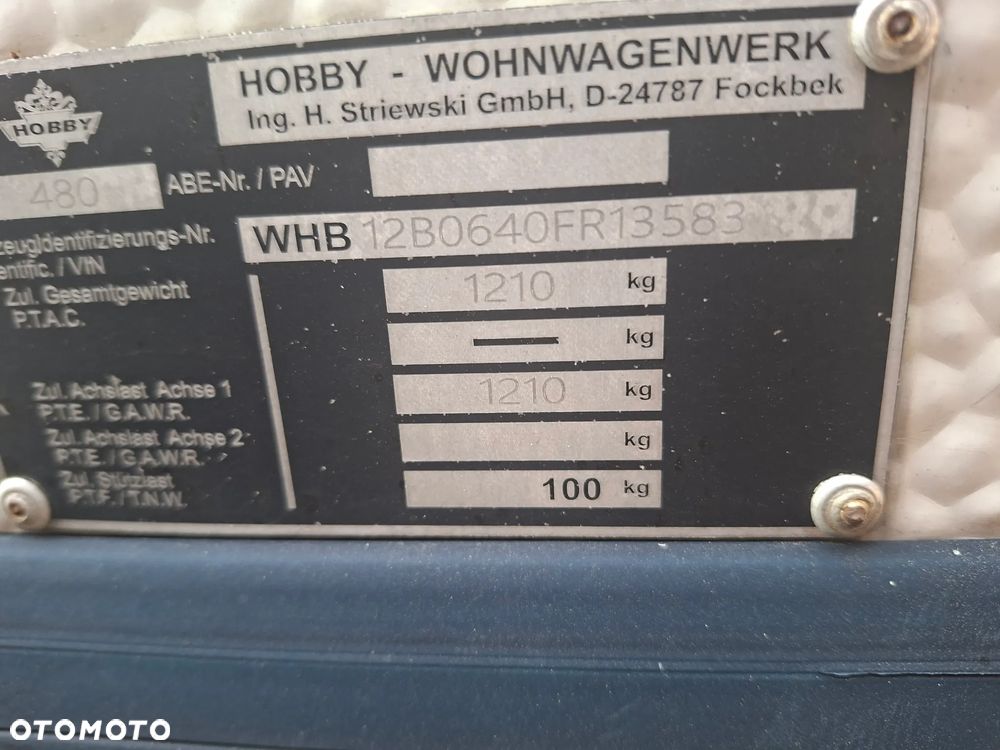 HOBBY - WOHNWAGENWERK
Ing. H. Striewski GmbH, D-24787 Fockbek
HOBBY
480 ABE-Nr. / PAV
zeugIdentifizierungs-Nr. WHB 12B0640FR13583
entific. / VIN
Zul. Gesamtgewicht 1210 kg
P.T.A.C.
— kg
Zul. Achslast Achse 1 1210 kg
P.T.E. / G.A.W.R.
Zul. Achslast Achse 2 kg
P.T.E. / G.A.W.R.
Zul. Stützlast 100 kg
P.T.F. / T.N.W.
OTOMOTO